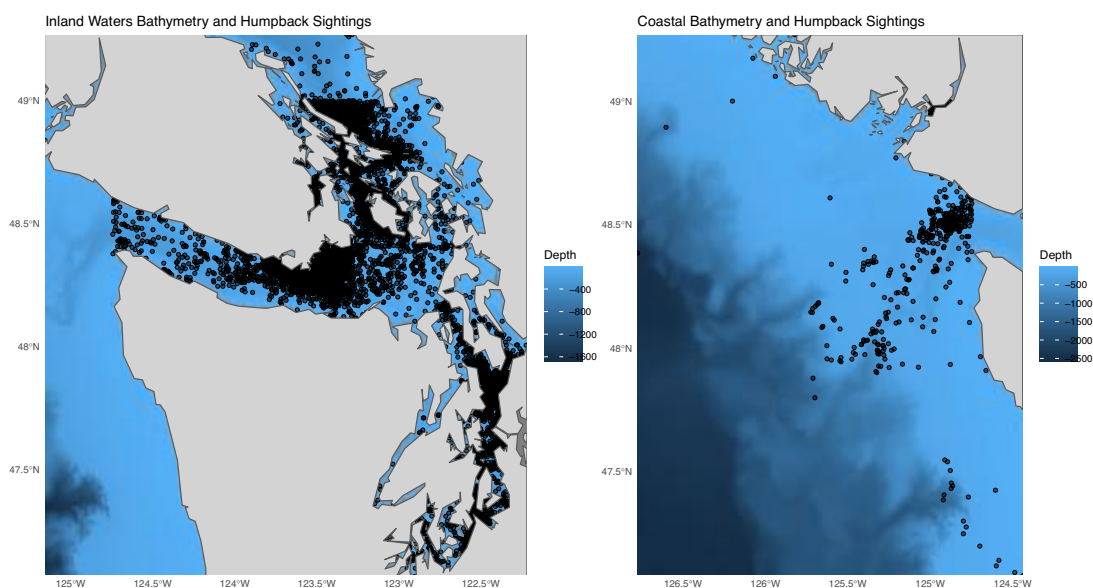 Inland Waters Bathymetry and Humpback Sightings
49°N
48.5°N
48°N
47.5°N
125°W 124.5°W 124°W 123.5°W 123°W 122.5°W
Depth
−400
−800
−1200
−1600
Coastal Bathymetry and Humpback Sightings
49°N
48.5°N
48°N
47.5°N
126.5°W 126°W 125.5°W 125°W 124.5°W
Depth
−500
−1000
−1500
−2000
−2500